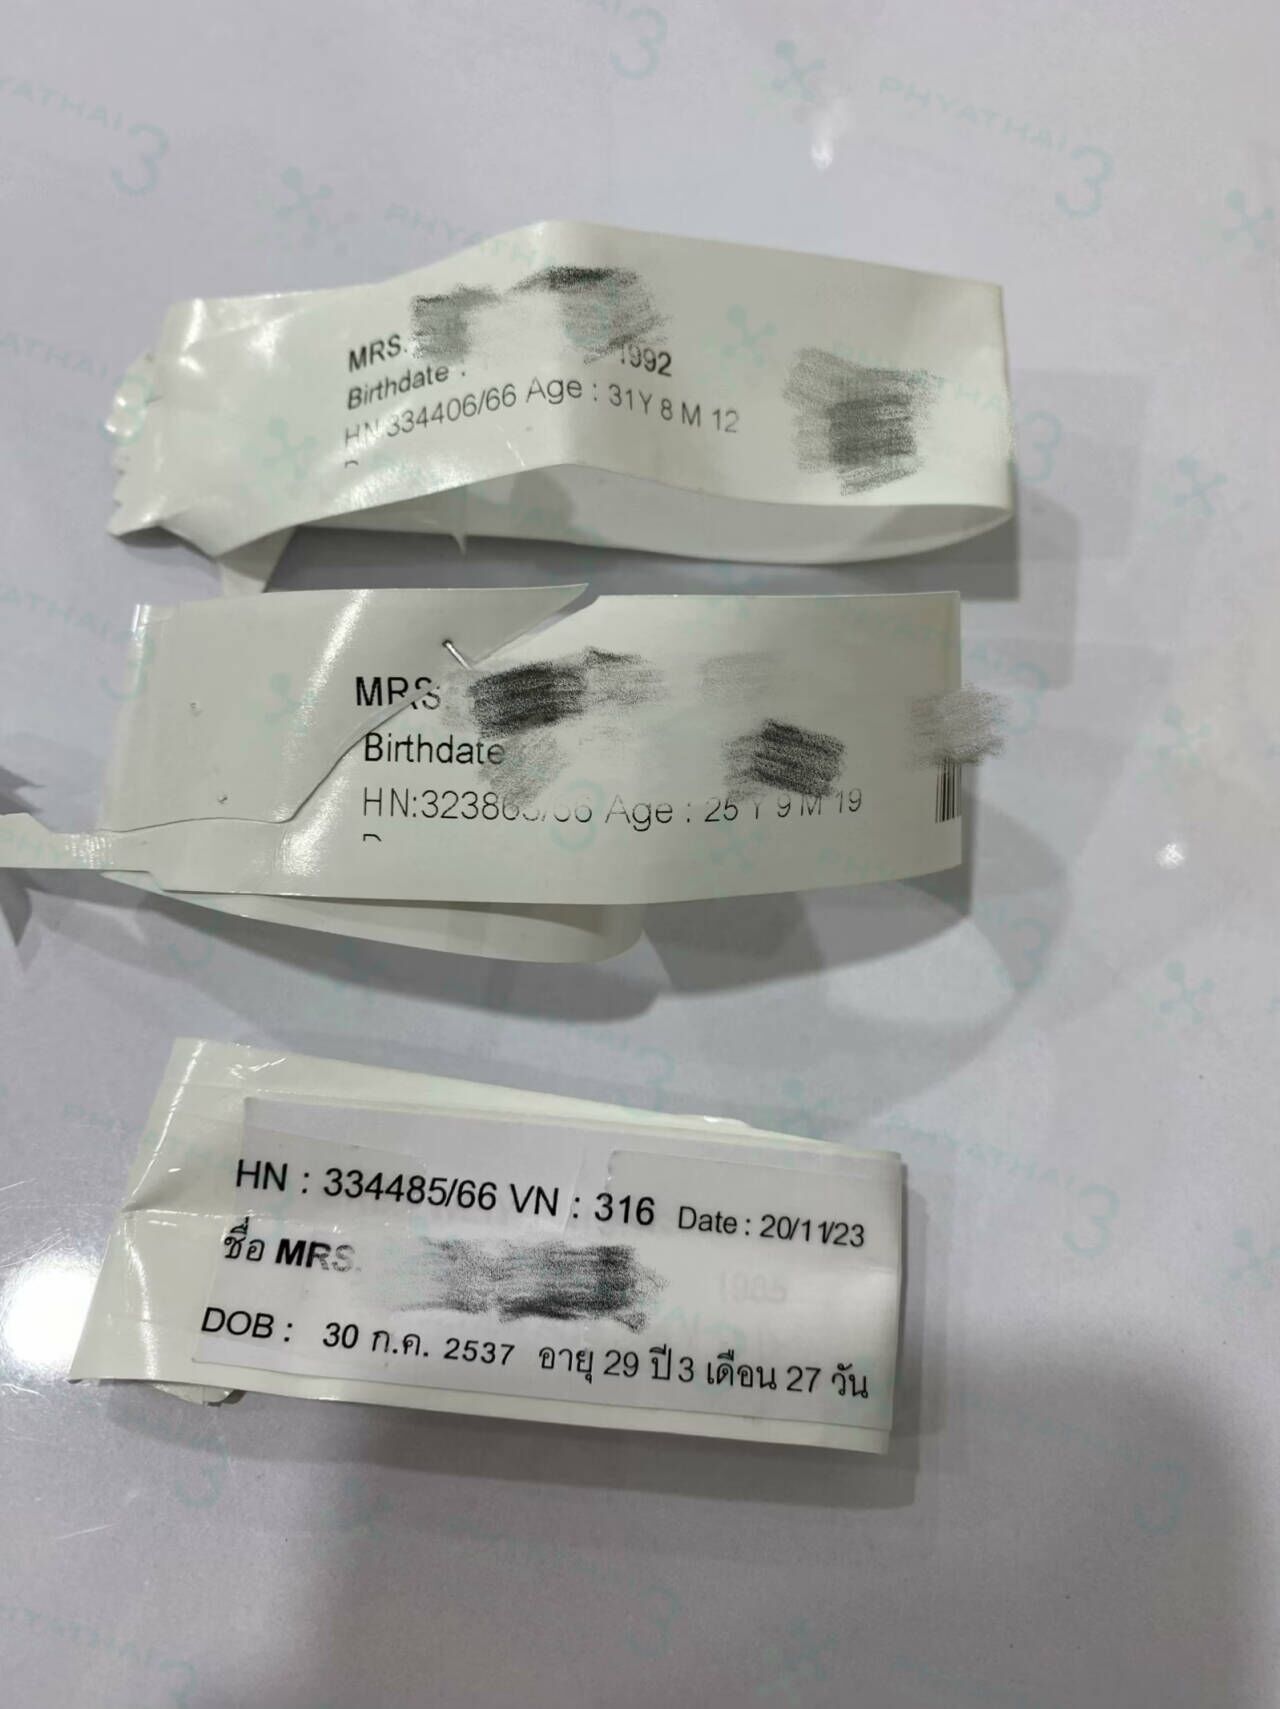 MRS.
Birthdate : 1992
HN:334406/66 Age : 31Y 8 M 12
MRS.
Birthdate
Age : 25 Y 9 M 19
HN : 334485/66 VN : 316 Date : 20/11/23
ชื่อ MRS.
DOB : 30 ก.ค. 2537 อายุ 29 ปี 3 เดือน 27 วัน
PHYATHAI 3